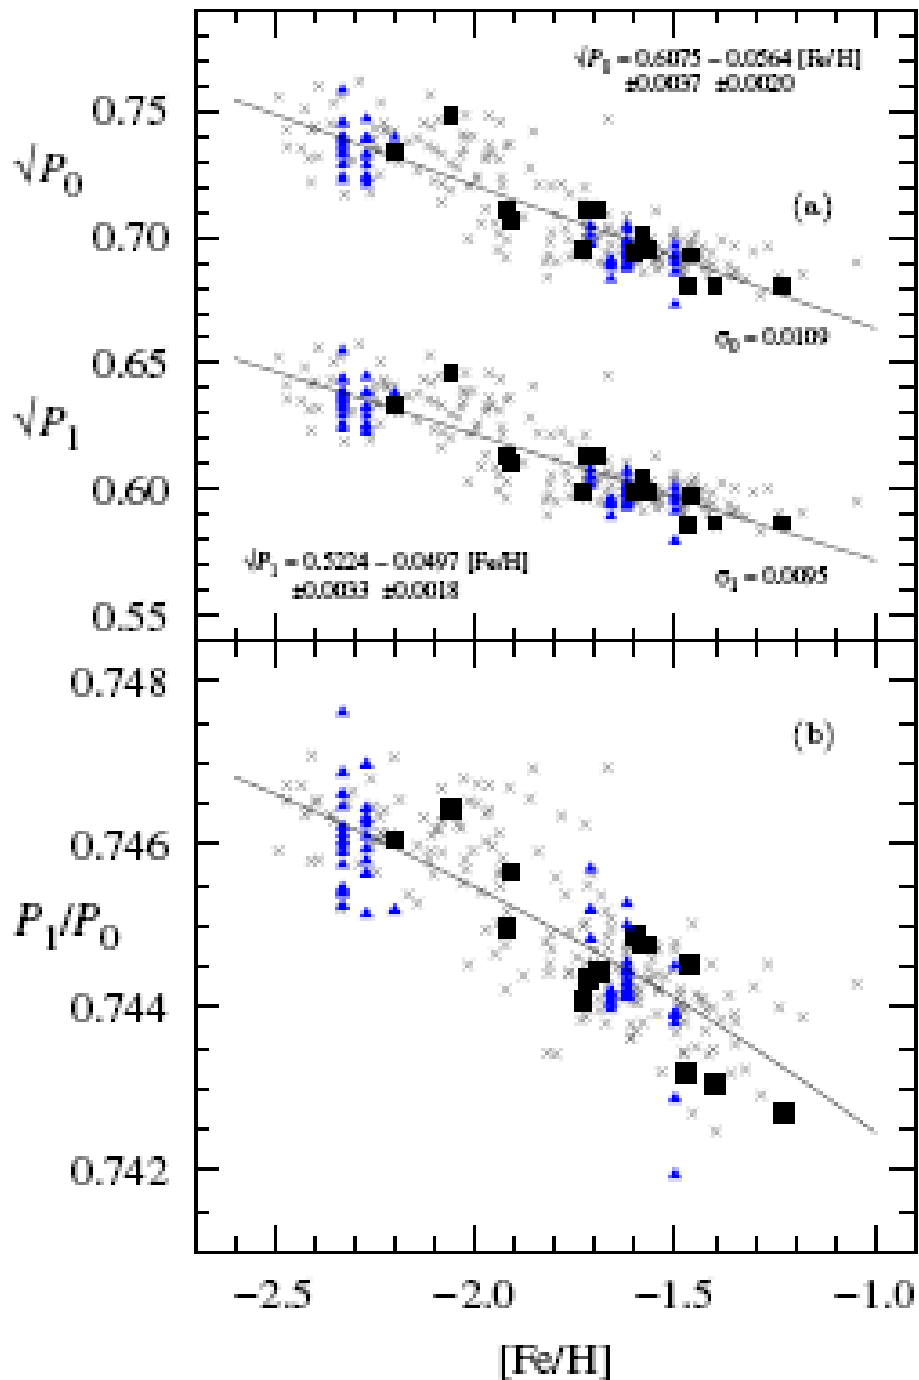 √P₁ = 0.6075 − 0.0564 [Fe/H]
±0.0037 ±0.0020
0.75
√P₀
(a)
0.70
σ₀ = 0.0109
0.65
√P₁
0.60
√P₁ = 0.5224 − 0.0497 [Fe/H]
±0.0033 ±0.0018
σ₁ = 0.0095
0.55
0.748
(b)
0.746
P₁/P₀
0.744
0.742
−2.5 −2.0 −1.5 −1.0
[Fe/H]